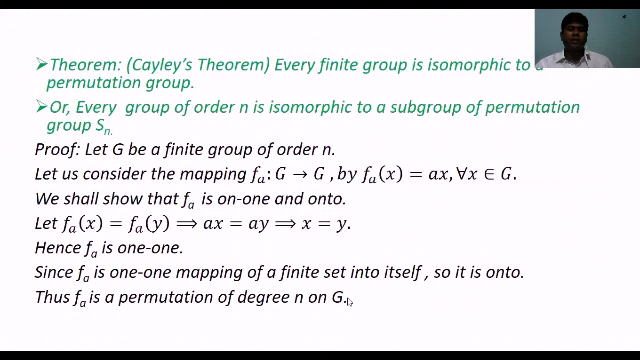 ➢Theorem: (Cayley's Theorem) Every finite group is isomorphic to a
permutation group.
➢Or, Every group of order n is isomorphic to a subgroup of permutation
group Sₙ.
Proof: Let G be a finite group of order n.
Let us consider the mapping fₐ: G → G , by fₐ(x) = ax, ∀x ∈ G.
We shall show that fₐ is on-one and onto.
Let fₐ(x) = fₐ(y) ⟹ ax = ay ⟹ x = y.
Hence fₐ is one-one.
Since fₐ is one-one mapping of a finite set into itself , so it is onto.
Thus fₐ is a permutation of degree n on G.